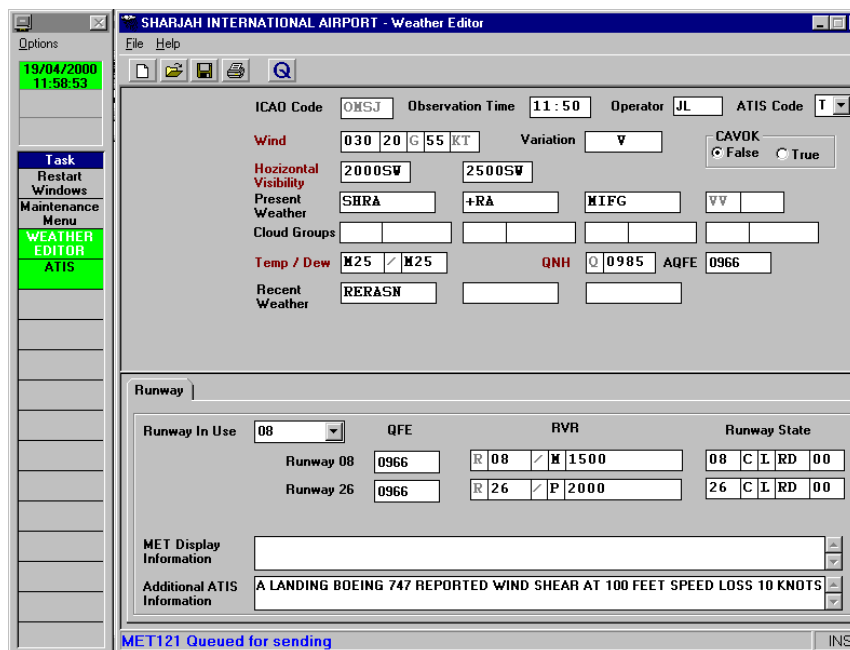 SHARJAH INTERNATIONAL AIRPORT - Weather Editor
Options
File Help
19/04/2000
11:58:53
Q
ICAO Code OMSJ Observation Time 11:50 Operator JL ATIS Code T
Wind 030 20 G 55 KT Variation V CAVOK
False True
Hozizontal
Visibility 2000SW 2500SW
Present
Weather SHRA +RA MIFG VV
Cloud Groups
Temp / Dew M25 / M25 QNH Q 0985 AQFE 0966
Recent
Weather RERASN
Task
Restart
Windows
Maintenance
Menu
WEATHER
EDITOR
ATIS
Runway
Runway In Use 08 QFE RVR Runway State
Runway 08 0966 R 08 / M 1500 08 C L RD 00
Runway 26 0966 R 26 / P 2000 26 C L RD 00
MET Display
Information
Additional ATIS
Information A LANDING BOEING 747 REPORTED WIND SHEAR AT 100 FEET SPEED LOSS 10 KNOTS
MET121 Queued for sending INS